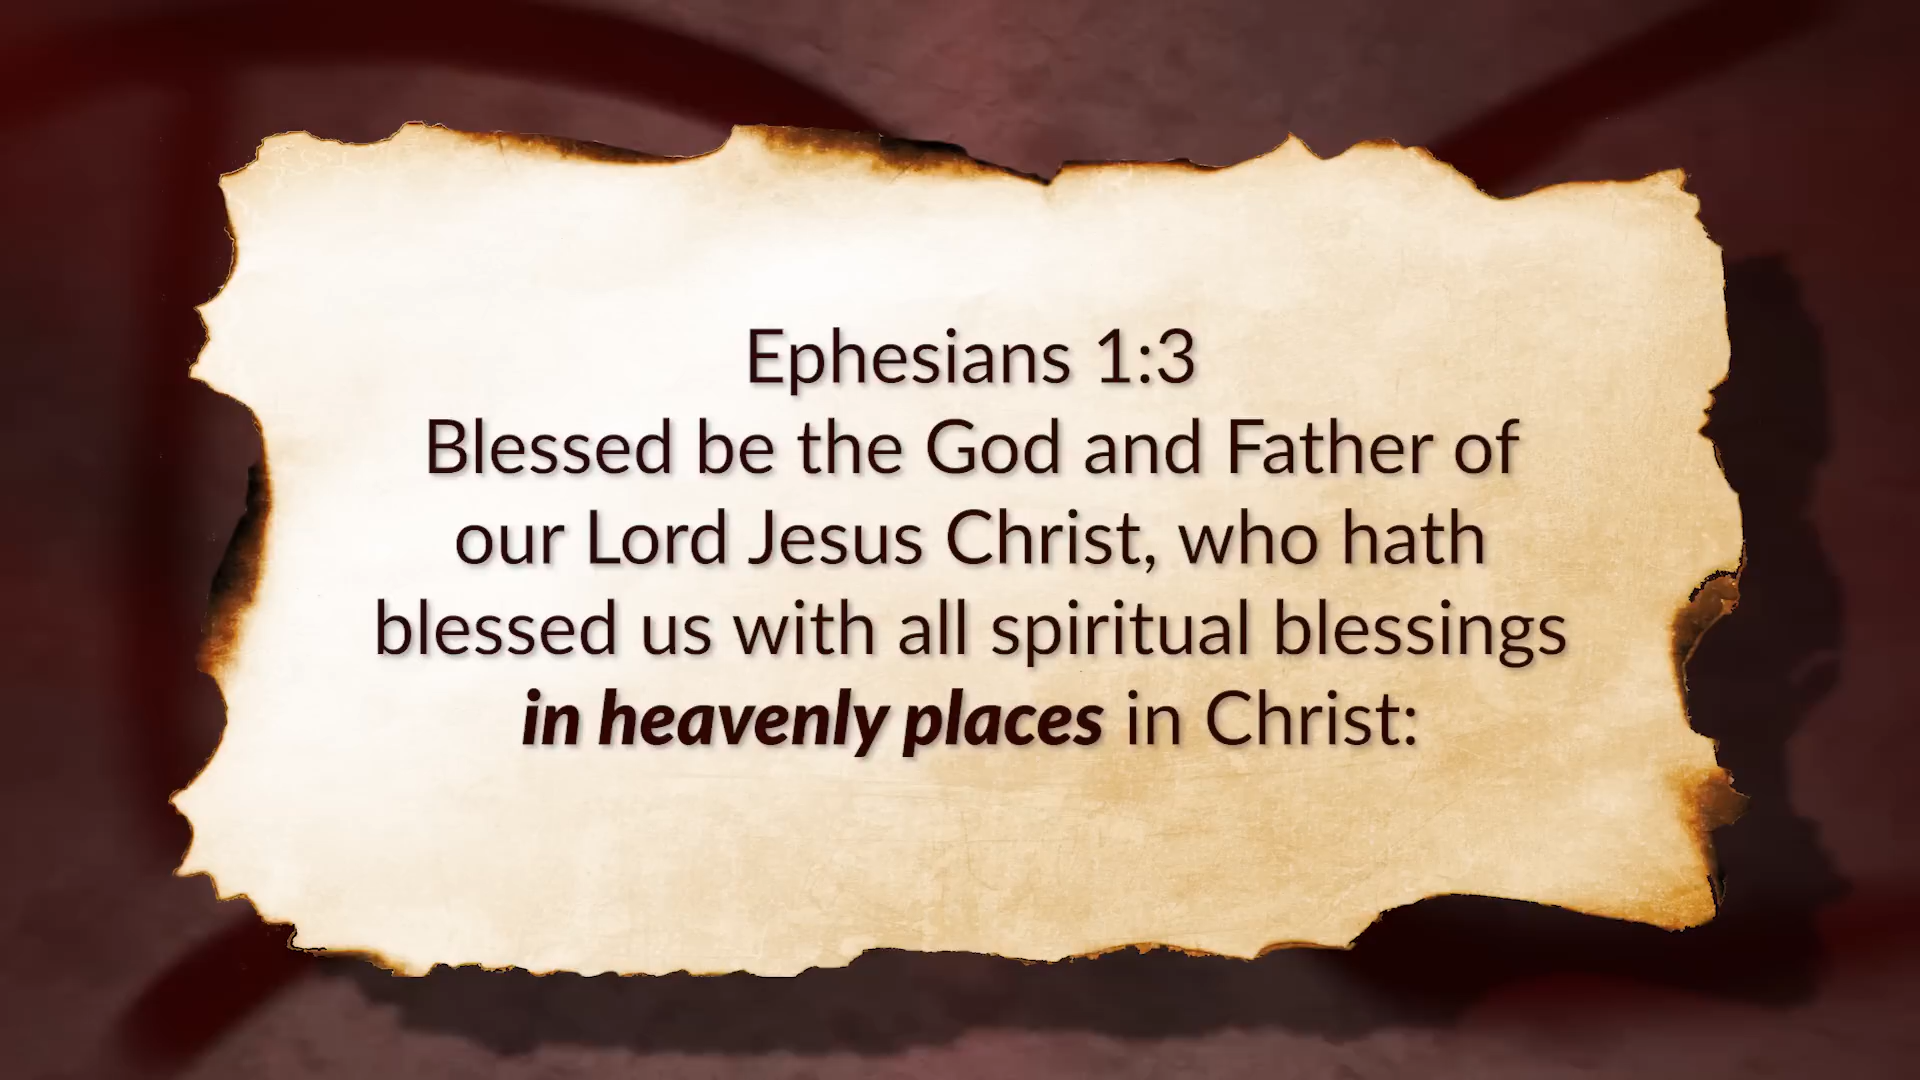 Ephesians 1:3
Blessed be the God and Father of
our Lord Jesus Christ, who hath
blessed us with all spiritual blessings
in heavenly places in Christ: